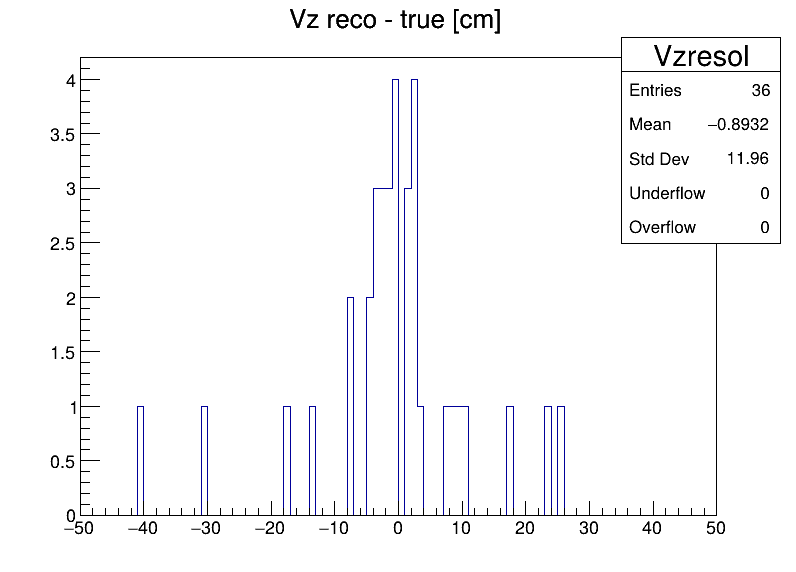 Vz reco - true [cm]
Vzresol
Entries 36
Mean −0.8932
Std Dev 11.96
Underflow 0
Overflow 0
4
3.5
3
2.5
2
1.5
1
0.5
0
−50 −40 −30 −20 −10 0 10 20 30 40 50